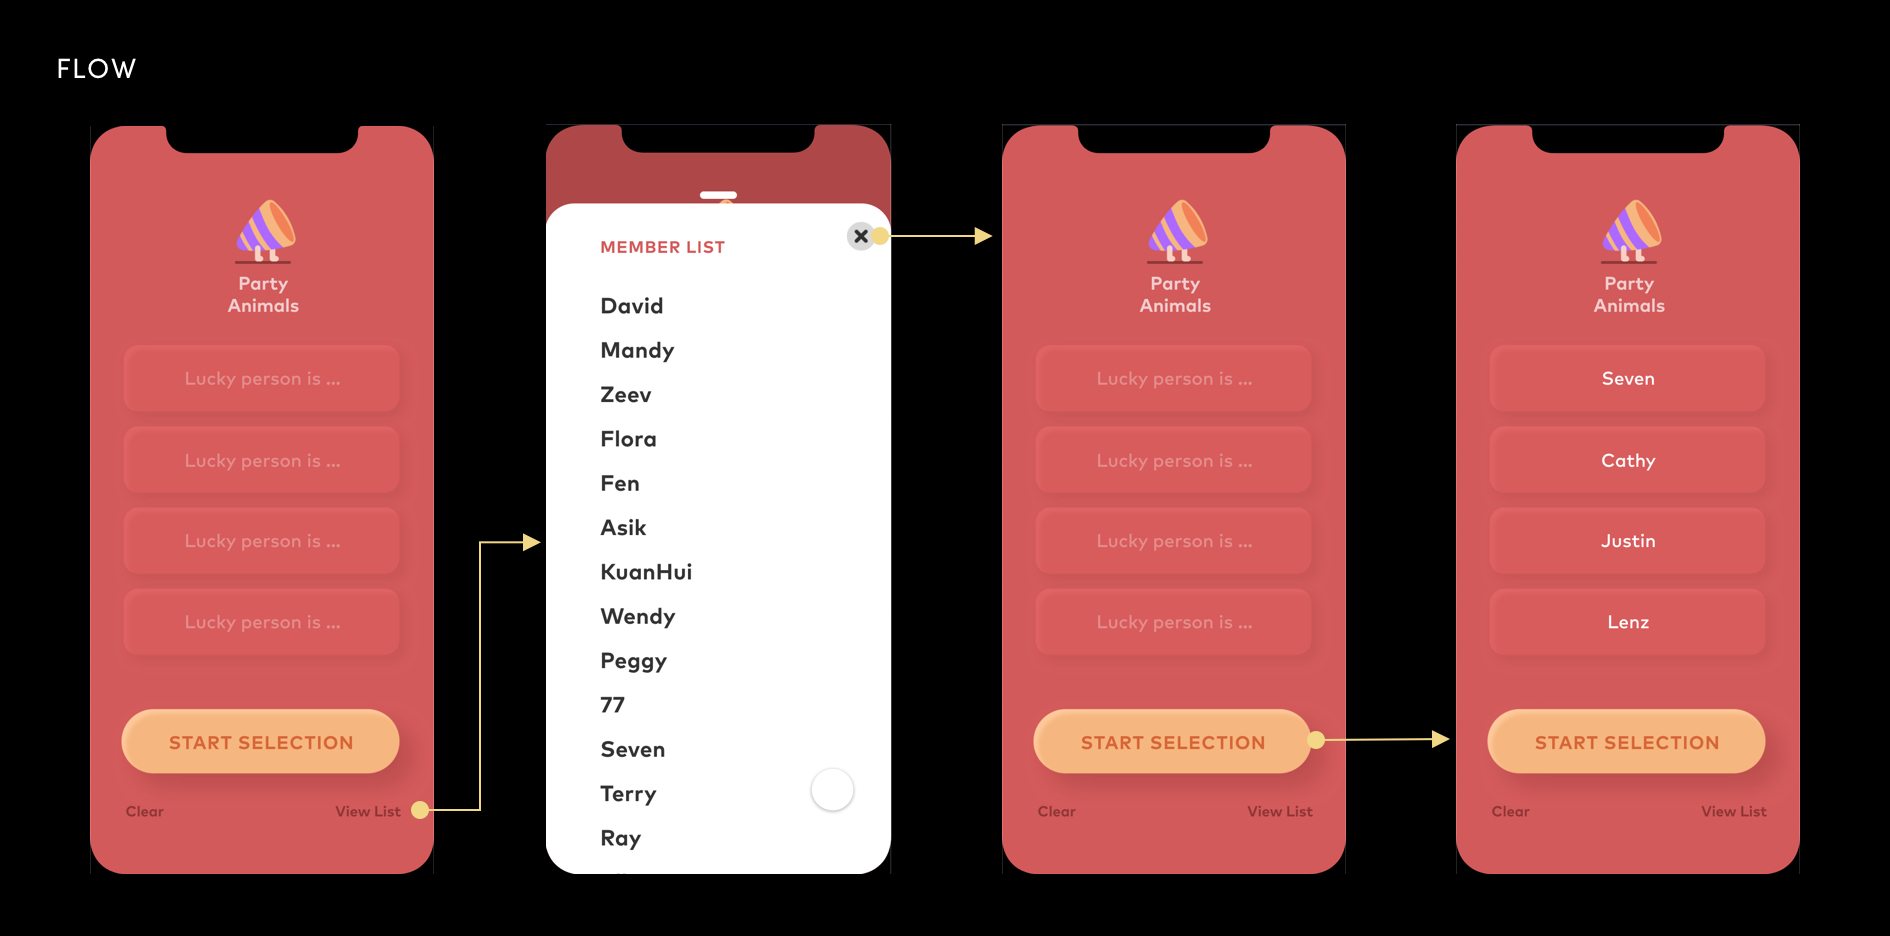 FLOW
Party
Animals
Lucky person is ...
Lucky person is ...
Lucky person is ...
Lucky person is ...
START SELECTION
Clear
View List
MEMBER LIST
David
Mandy
Zeev
Flora
Fen
Asik
KuanHui
Wendy
Peggy
77
Seven
Terry
Ray
Party
Animals
Lucky person is ...
Lucky person is ...
Lucky person is ...
Lucky person is ...
START SELECTION
Clear
View List
Party
Animals
Seven
Cathy
Justin
Lenz
START SELECTION
Clear
View List